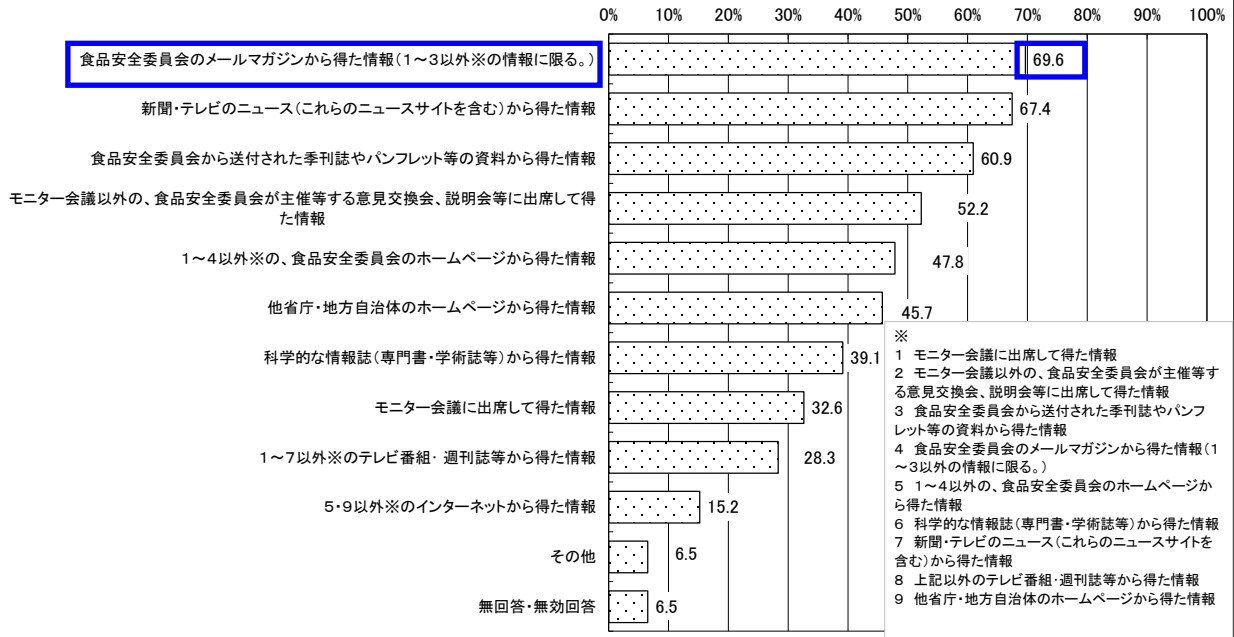 0% 10% 20% 30% 40% 50% 60% 70% 80% 90% 100%
食品安全委員会のメールマガジンから得た情報(1～3以外※の情報に限る。) 69.6
新聞・テレビのニュース(これらのニュースサイトを含む)から得た情報 67.4
食品安全委員会から送付された季刊誌やパンフレット等の資料から得た情報 60.9
モニター会議以外の、食品安全委員会が主催等する意見交換会、説明会等に出席して得
た情報 52.2
1～4以外※の、食品安全委員会のホームページから得た情報 47.8
他省庁・地方自治体のホームページから得た情報 45.7
科学的な情報誌(専門書・学術誌等)から得た情報 39.1
モニター会議に出席して得た情報 32.6
1～7以外※のテレビ番組・週刊誌等から得た情報 28.3
5・9以外※のインターネットから得た情報 15.2
その他 6.5
無回答・無効回答 6.5
※
1 モニター会議に出席して得た情報
2 モニター会議以外の、食品安全委員会が主催等す
る意見交換会、説明会等に出席して得た情報
3 食品安全委員会から送付された季刊誌やパンフ
レット等の資料から得た情報
4 食品安全委員会のメールマガジンから得た情報(1
～3以外の情報に限る。)
5 1～4以外の、食品安全委員会のホームページか
ら得た情報
6 科学的な情報誌(専門書・学術誌等)から得た情報
7 新聞・テレビのニュース(これらのニュースサイトを
含む)から得た情報
8 上記以外のテレビ番組・週刊誌等から得た情報
9 他省庁・地方自治体のホームページから得た情報